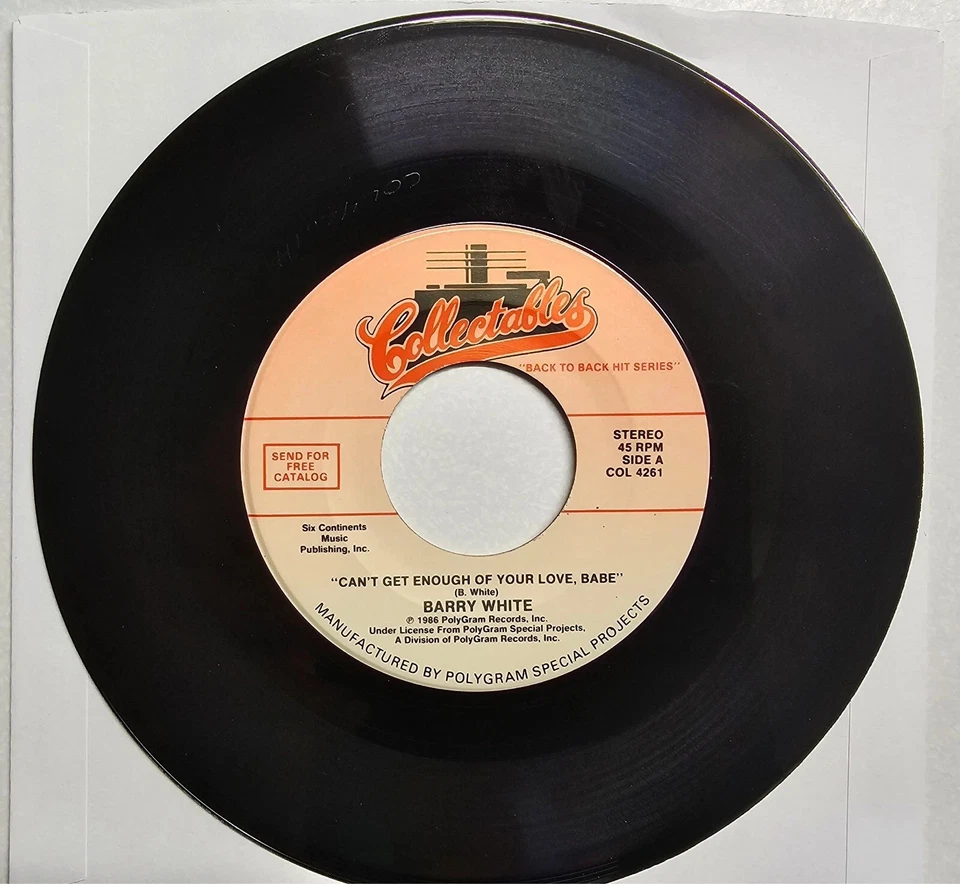 Collectables
"BACK TO BACK HIT SERIES"
SEND FOR
FREE
CATALOG
STEREO
45 RPM
SIDE A
COL 4261
Six Continents
Music
Publishing, Inc.
"CAN'T GET ENOUGH OF YOUR LOVE, BABE"
(B. White)
BARRY WHITE
℗ 1986 PolyGram Records, Inc.
Under License From PolyGram Special Projects,
A Division of PolyGram Records, Inc.
MANUFACTURED BY POLYGRAM SPECIAL PROJECTS